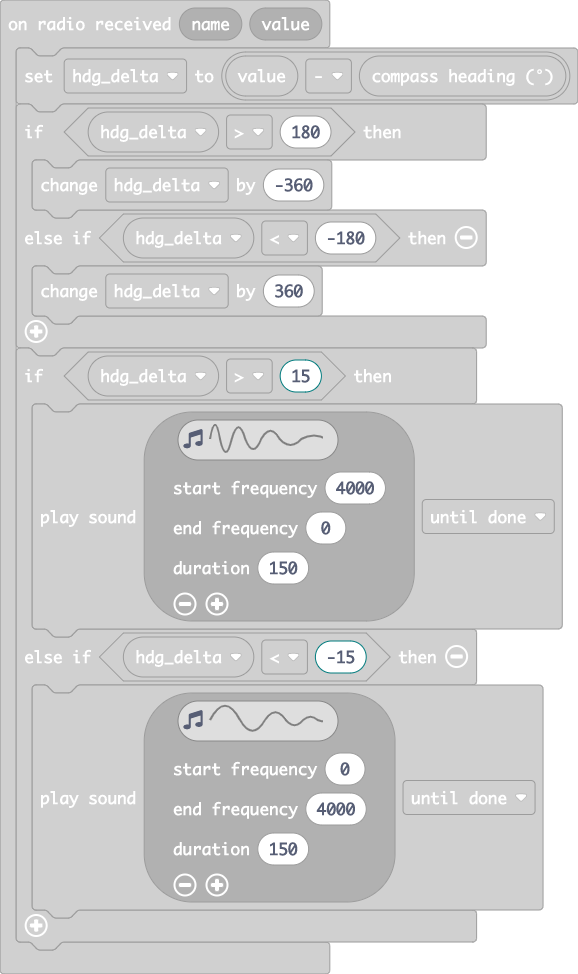 on radio received name value
set hdg_delta to value - compass heading (°)
if hdg_delta > 180 then
change hdg_delta by -360
else if hdg_delta < -180 then
change hdg_delta by 360
if hdg_delta > 15 then
start frequency 4000
play sound end frequency 0 until done
duration 150
else if hdg_delta < -15 then
start frequency 0
play sound end frequency 4000 until done
duration 150